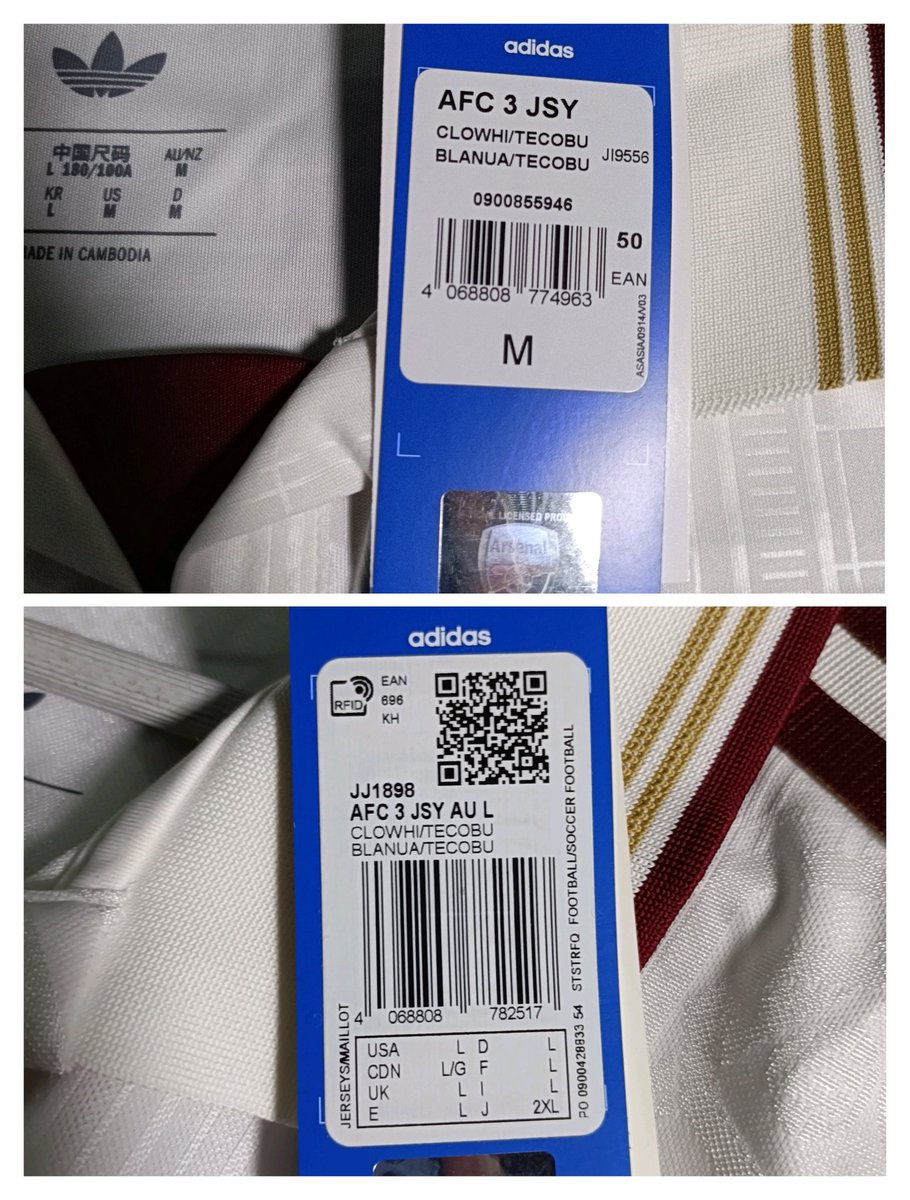 中国尺码 AU/NZ
L 180/100A M
KR US D
L M M
MADE IN CAMBODIA
adidas
AFC 3 JSY
CLOWHI/TECOBU
BLANUA/TECOBU JI9556
0900855946
50
EAN
4 068808 774963
M
ASASIA/0914/V03
LICENSED
Arsenal
adidas
RFID
EAN
696
KH
JJ1898
AFC 3 JSY AU L
CLOWHI/TECOBU
BLANUA/TECOBU
4 068808 782517
USA L D L
CDN L/G F L
UK L I L
E L J 2XL
JERSEYS/MAILLOT
PO 0900428833 54 STSTRFQ FOOTBALL/SOCCER FOOTBALL